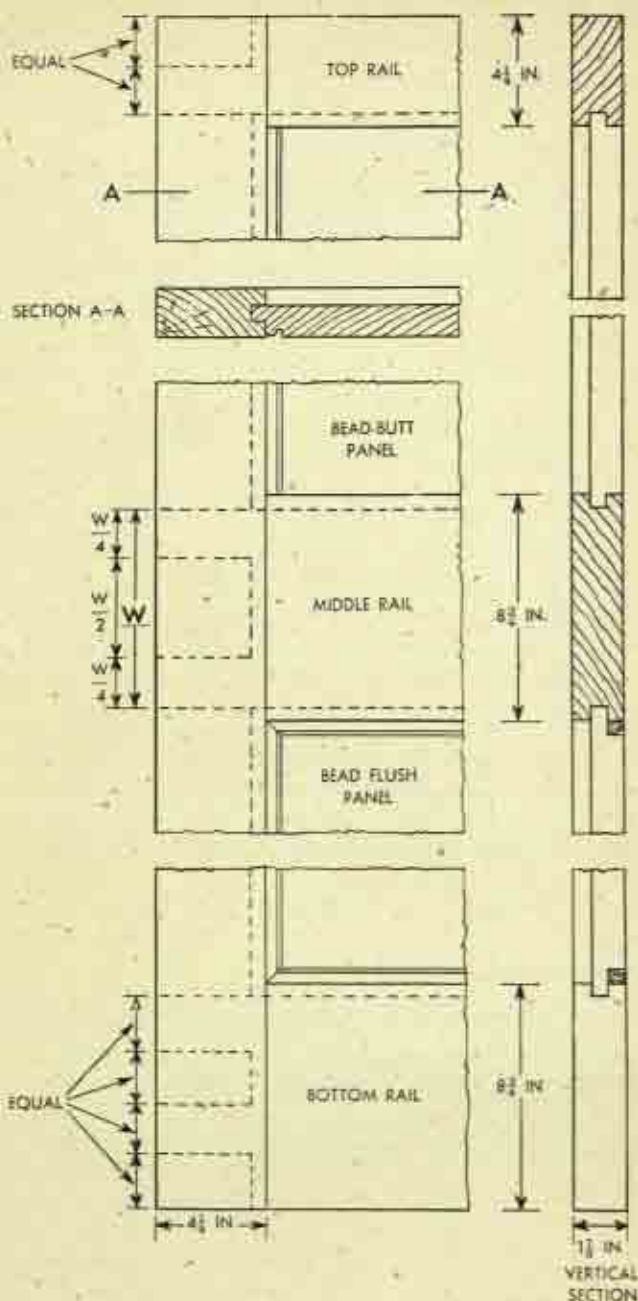 EQUAL
TOP RAIL
4¼ IN.
A
A
SECTION A-A
BEAD-BUTT
PANEL
W/4
W/2
W
W/4
MIDDLE RAIL
8¾ IN.
BEAD FLUSH
PANEL
EQUAL
BOTTOM RAIL
8¾ IN
4¼ IN
1⅞ IN
VERTICAL
SECTION